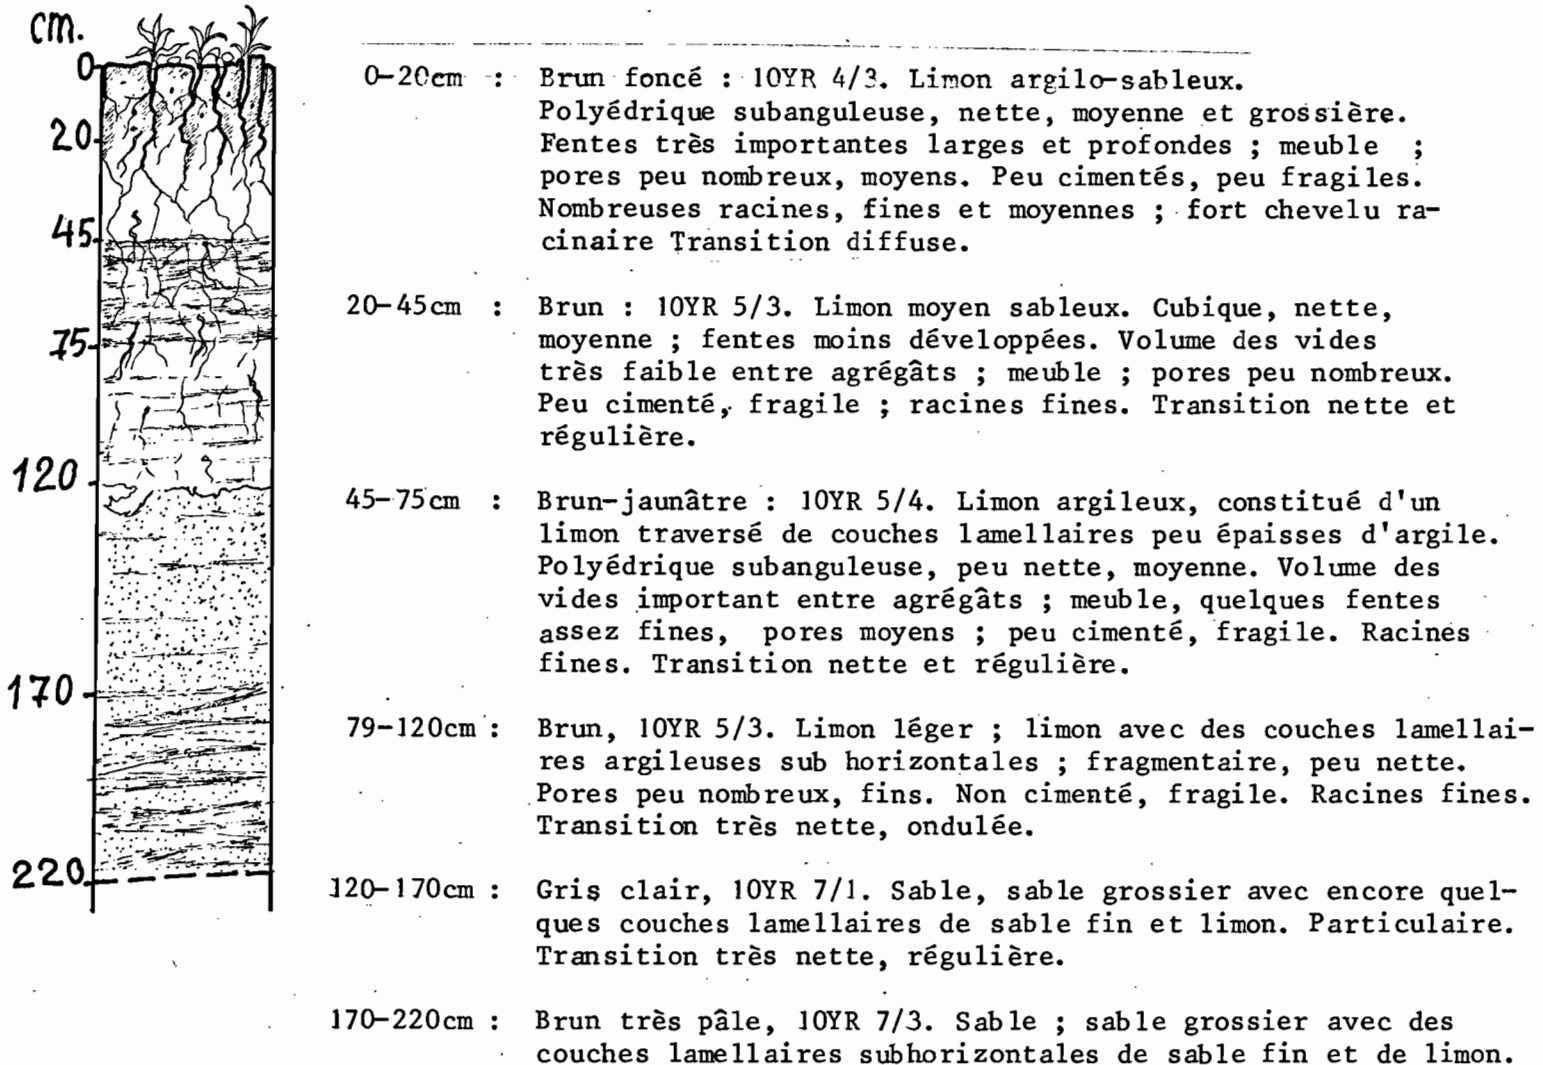 cm.
0
20
45
75
120
170
220
0-20cm : Brun foncé : 10YR 4/3. Limon argilo-sableux.
Polyédrique subanguleuse, nette, moyenne et grossière.
Fentes très importantes larges et profondes ; meuble ;
pores peu nombreux, moyens. Peu cimentés, peu fragiles.
Nombreuses racines, fines et moyennes ; fort chevelu ra-
cinaire Transition diffuse.
20-45cm : Brun : 10YR 5/3. Limon moyen sableux. Cubique, nette,
moyenne ; fentes moins développées. Volume des vides
très faible entre agrégâts ; meuble ; pores peu nombreux.
Peu cimenté, fragile ; racines fines. Transition nette et
régulière.
45-75cm : Brun-jaunâtre : 10YR 5/4. Limon argileux, constitué d'un
limon traversé de couches lamellaires peu épaisses d'argile.
Polyédrique subanguleuse, peu nette, moyenne. Volume des
vides important entre agrégâts ; meuble, quelques fentes
assez fines, pores moyens ; peu cimenté, fragile. Racines
fines. Transition nette et régulière.
79-120cm : Brun, 10YR 5/3. Limon léger ; limon avec des couches lamellai-
res argileuses sub horizontales ; fragmentaire, peu nette.
Pores peu nombreux, fins. Non cimenté, fragile. Racines fines.
Transition très nette, ondulée.
120-170cm : Gris clair, 10YR 7/1. Sable, sable grossier avec encore quel-
ques couches lamellaires de sable fin et limon. Particulaire.
Transition très nette, régulière.
170-220cm : Brun très pâle, 10YR 7/3. Sable ; sable grossier avec des
couches lamellaires subhorizontales de sable fin et de limon.